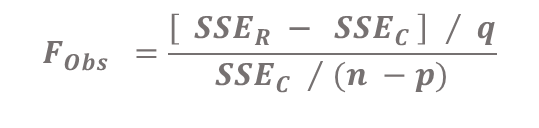 F_Obs = [ SSE_R − SSE_C ] / q
SSE_C / (n − p)